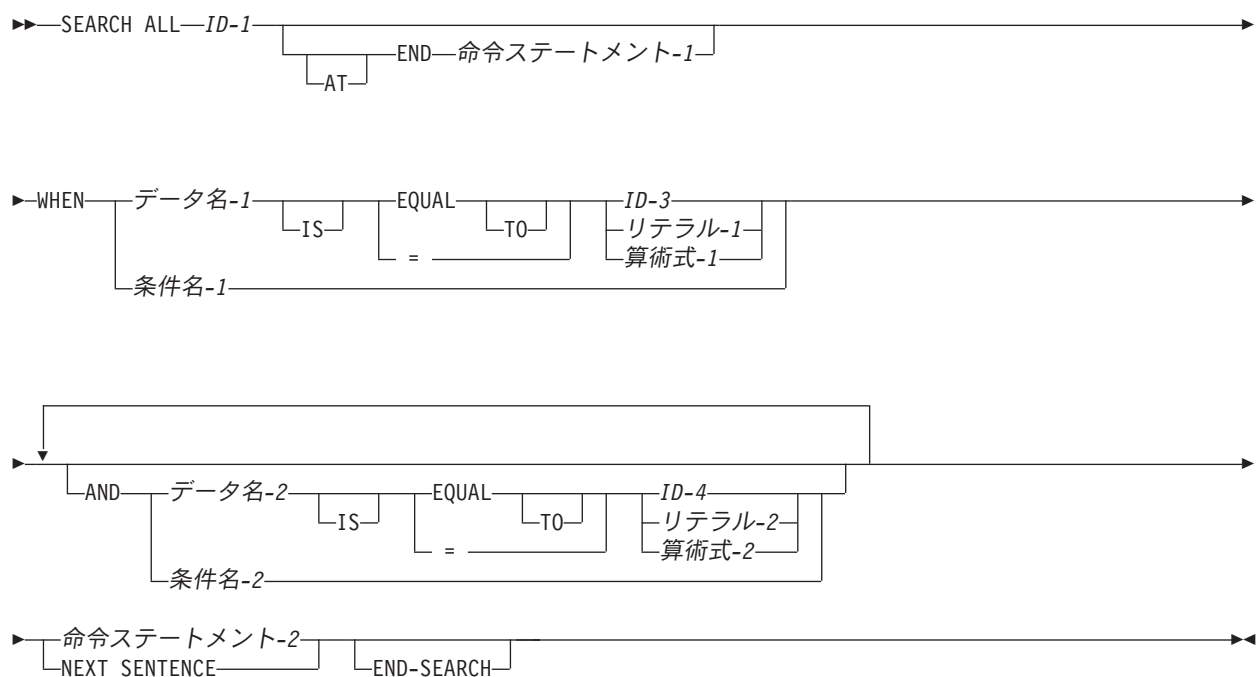 SEARCH ALL ID-1 END 命令ステートメント-1
AT
WHEN データ名-1 EQUAL ID-3
IS TO リテラル-1
= 算術式-1
条件名-1
AND データ名-2 EQUAL ID-4
IS TO リテラル-2
= 算術式-2
条件名-2
命令ステートメント-2
NEXT SENTENCE END-SEARCH